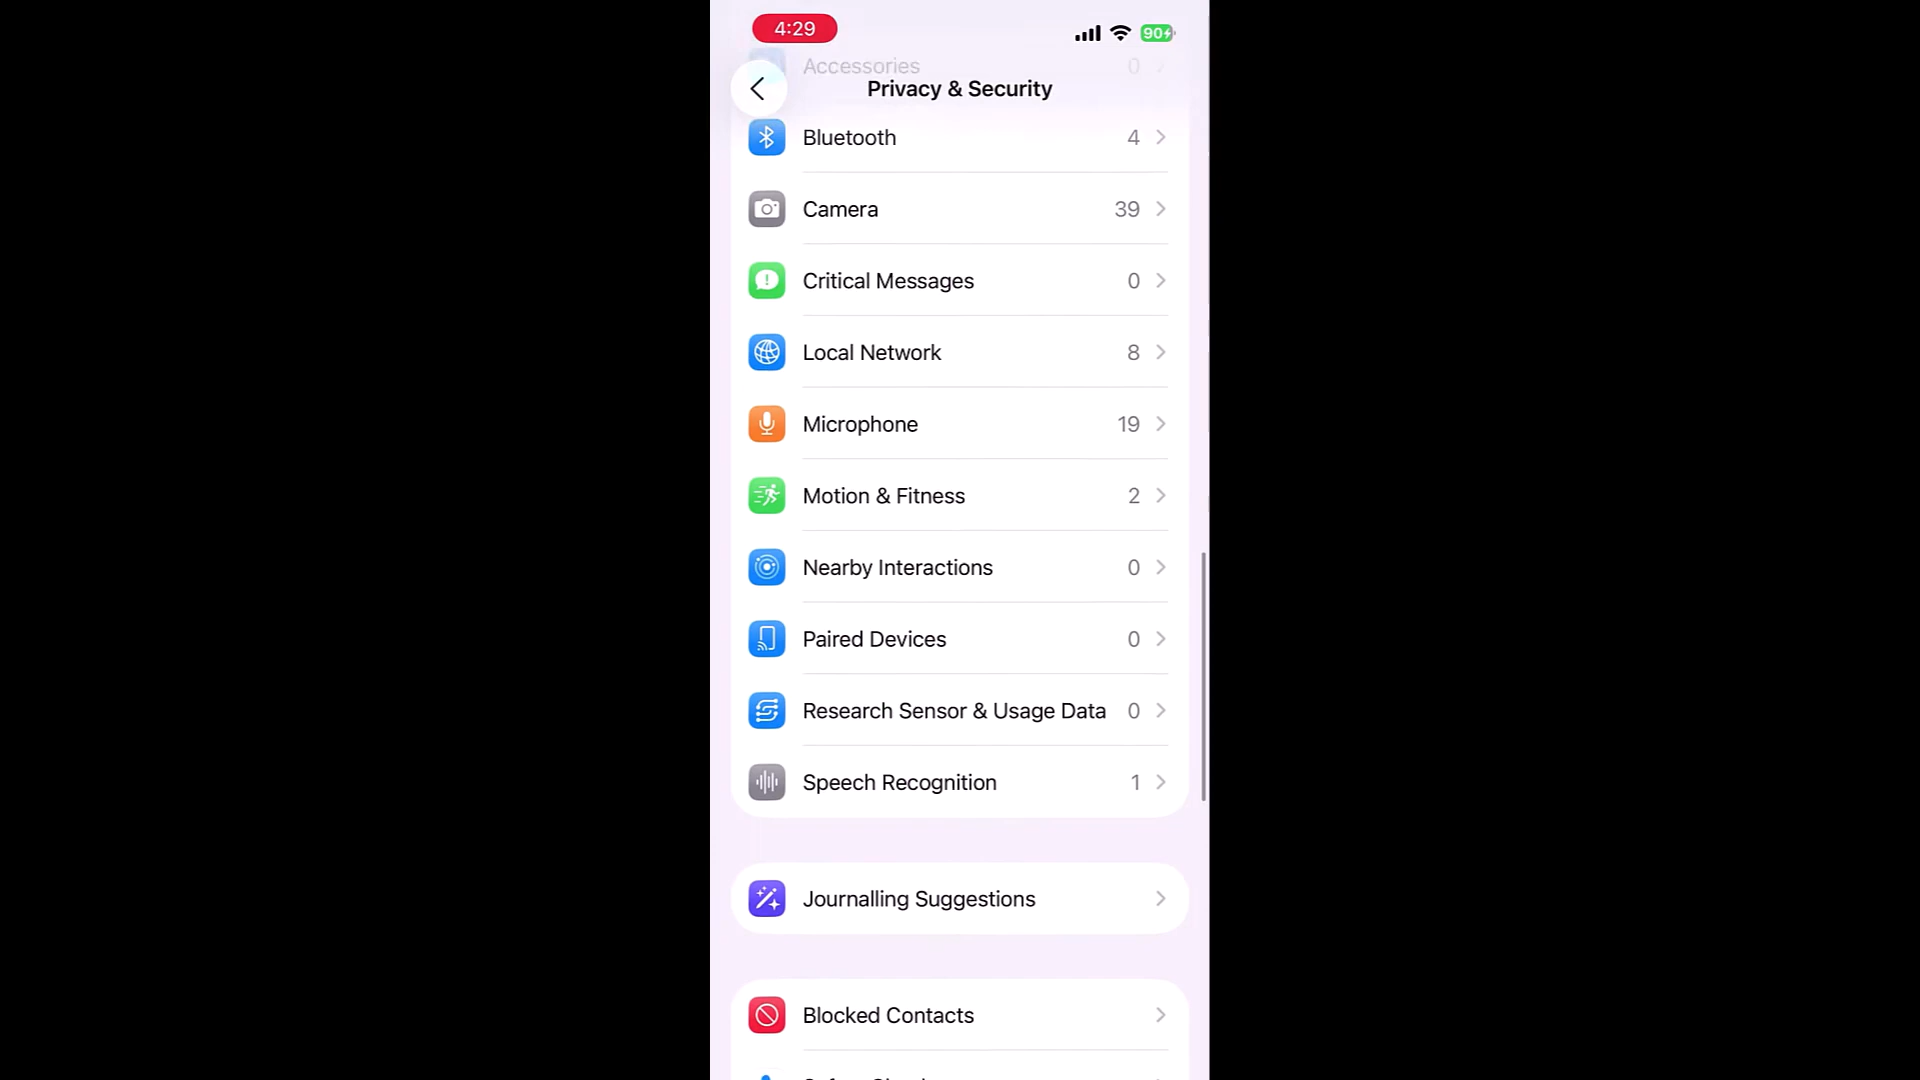 4:29
90
Accessories 0
Privacy & Security
Bluetooth 4
Camera 39
Critical Messages 0
Local Network 8
Microphone 19
Motion & Fitness 2
Nearby Interactions 0
Paired Devices 0
Research Sensor & Usage Data 0
Speech Recognition 1
Journalling Suggestions
Blocked Contacts